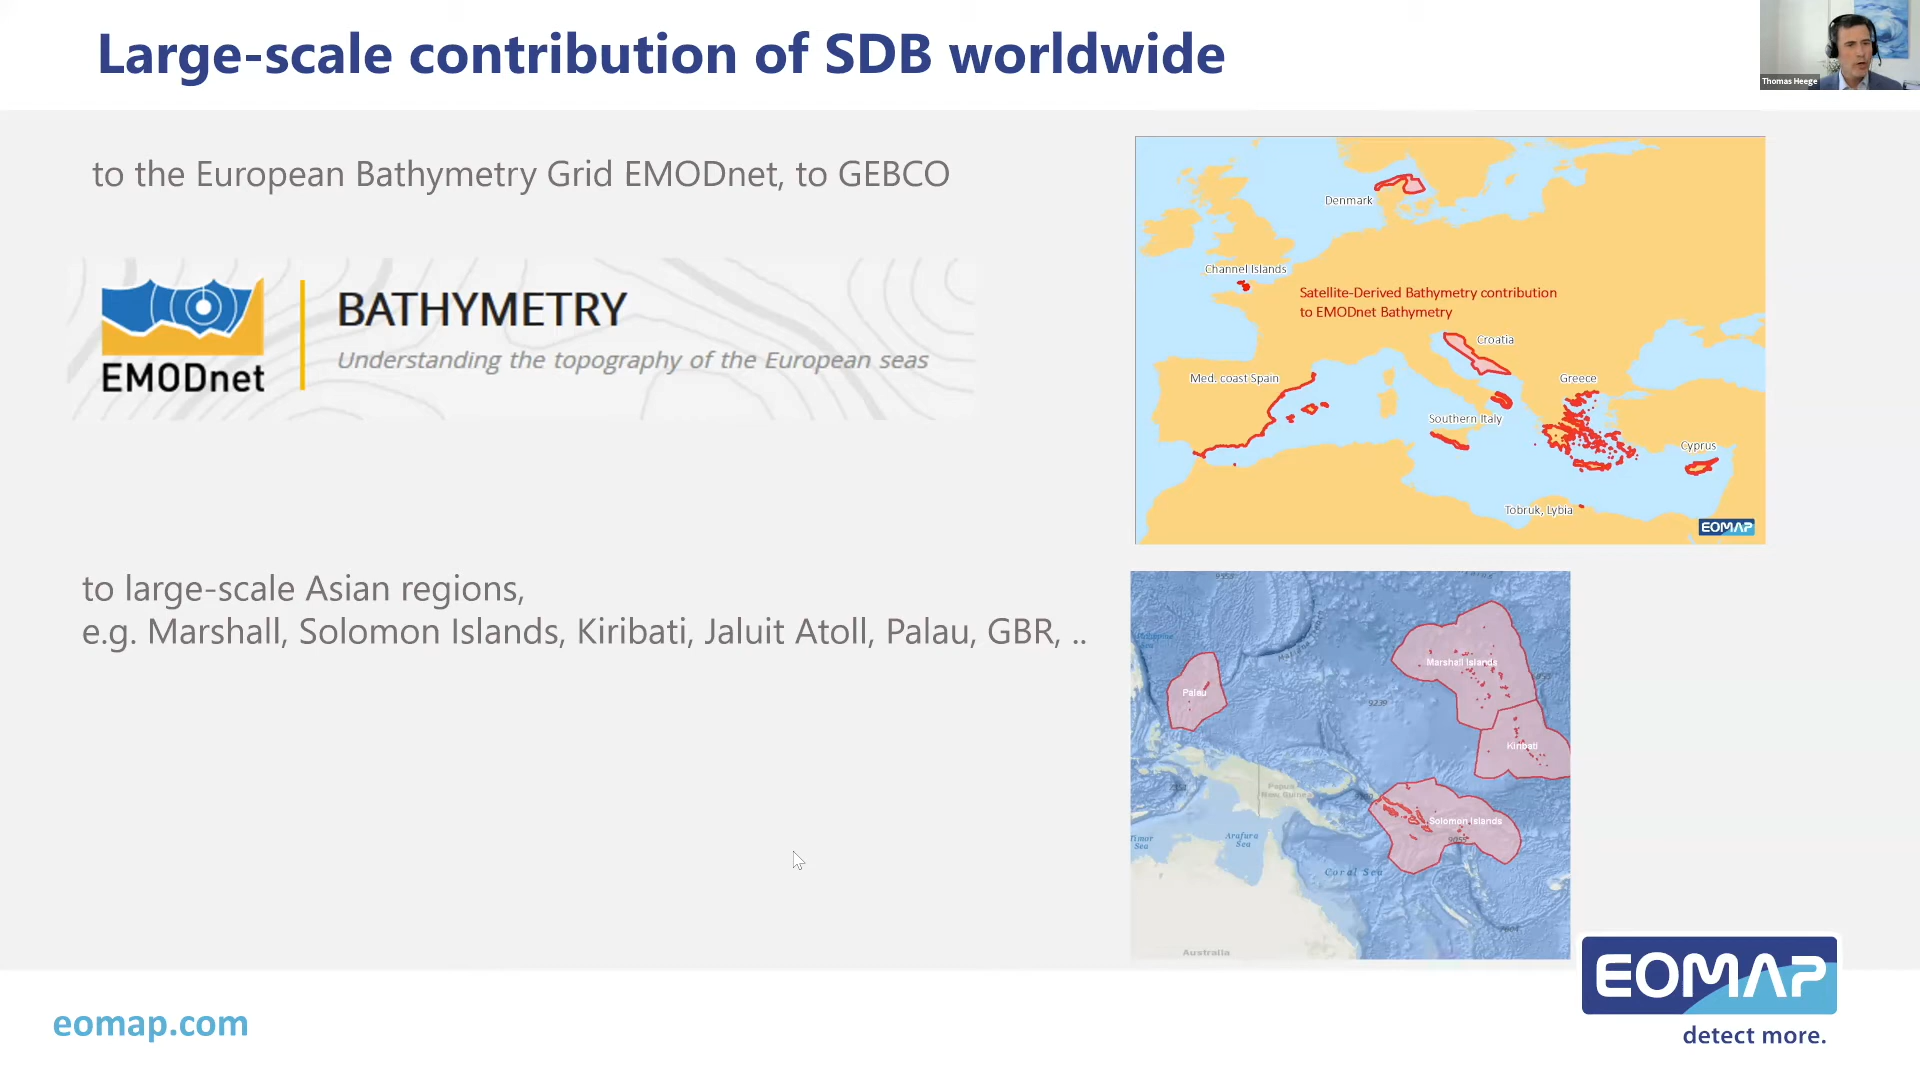 Large-scale contribution of SDB worldwide
Thomas Heege
to the European Bathymetry Grid EMODnet, to GEBCO
EMODnet
BATHYMETRY
Understanding the topography of the European seas
Denmark
Channel Islands
Satellite-Derived Bathymetry contribution
to EMODnet Bathymetry
Croatia
Med. coast Spain
Greece
Southern Italy
Cyprus
Tobruk, Lybia
EOMAP
to large-scale Asian regions,
e.g. Marshall, Solomon Islands, Kiribati, Jaluit Atoll, Palau, GBR, ..
Marshall Islands
Palau
9239
Kiribati
Papua
New Guinea
Solomon Islands
Timor
Sea
Arafura
Sea
Coral Sea
Australia
EOMAP
detect more.
eomap.com